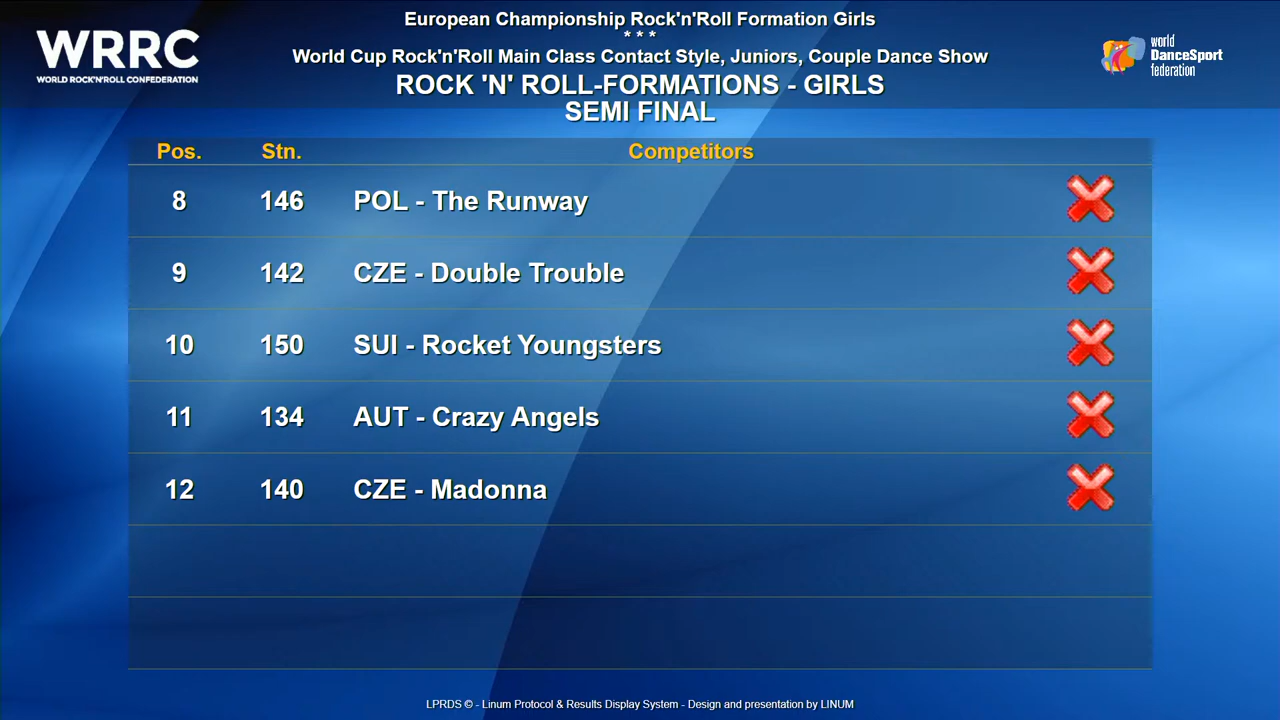 European Championship Rock'n'Roll Formation Girls
* * *
World Cup Rock'n'Roll Main Class Contact Style, Juniors, Couple Dance Show
ROCK 'N' ROLL-FORMATIONS - GIRLS
SEMI FINAL
WRRC
WORLD ROCK'N'ROLL CONFEDERATION
world
DanceSport
federation
Pos. Stn. Competitors
8 146 POL - The Runway
9 142 CZE - Double Trouble
10 150 SUI - Rocket Youngsters
11 134 AUT - Crazy Angels
12 140 CZE - Madonna
LPRDS © - Linum Protocol & Results Display System - Design and presentation by LINUM